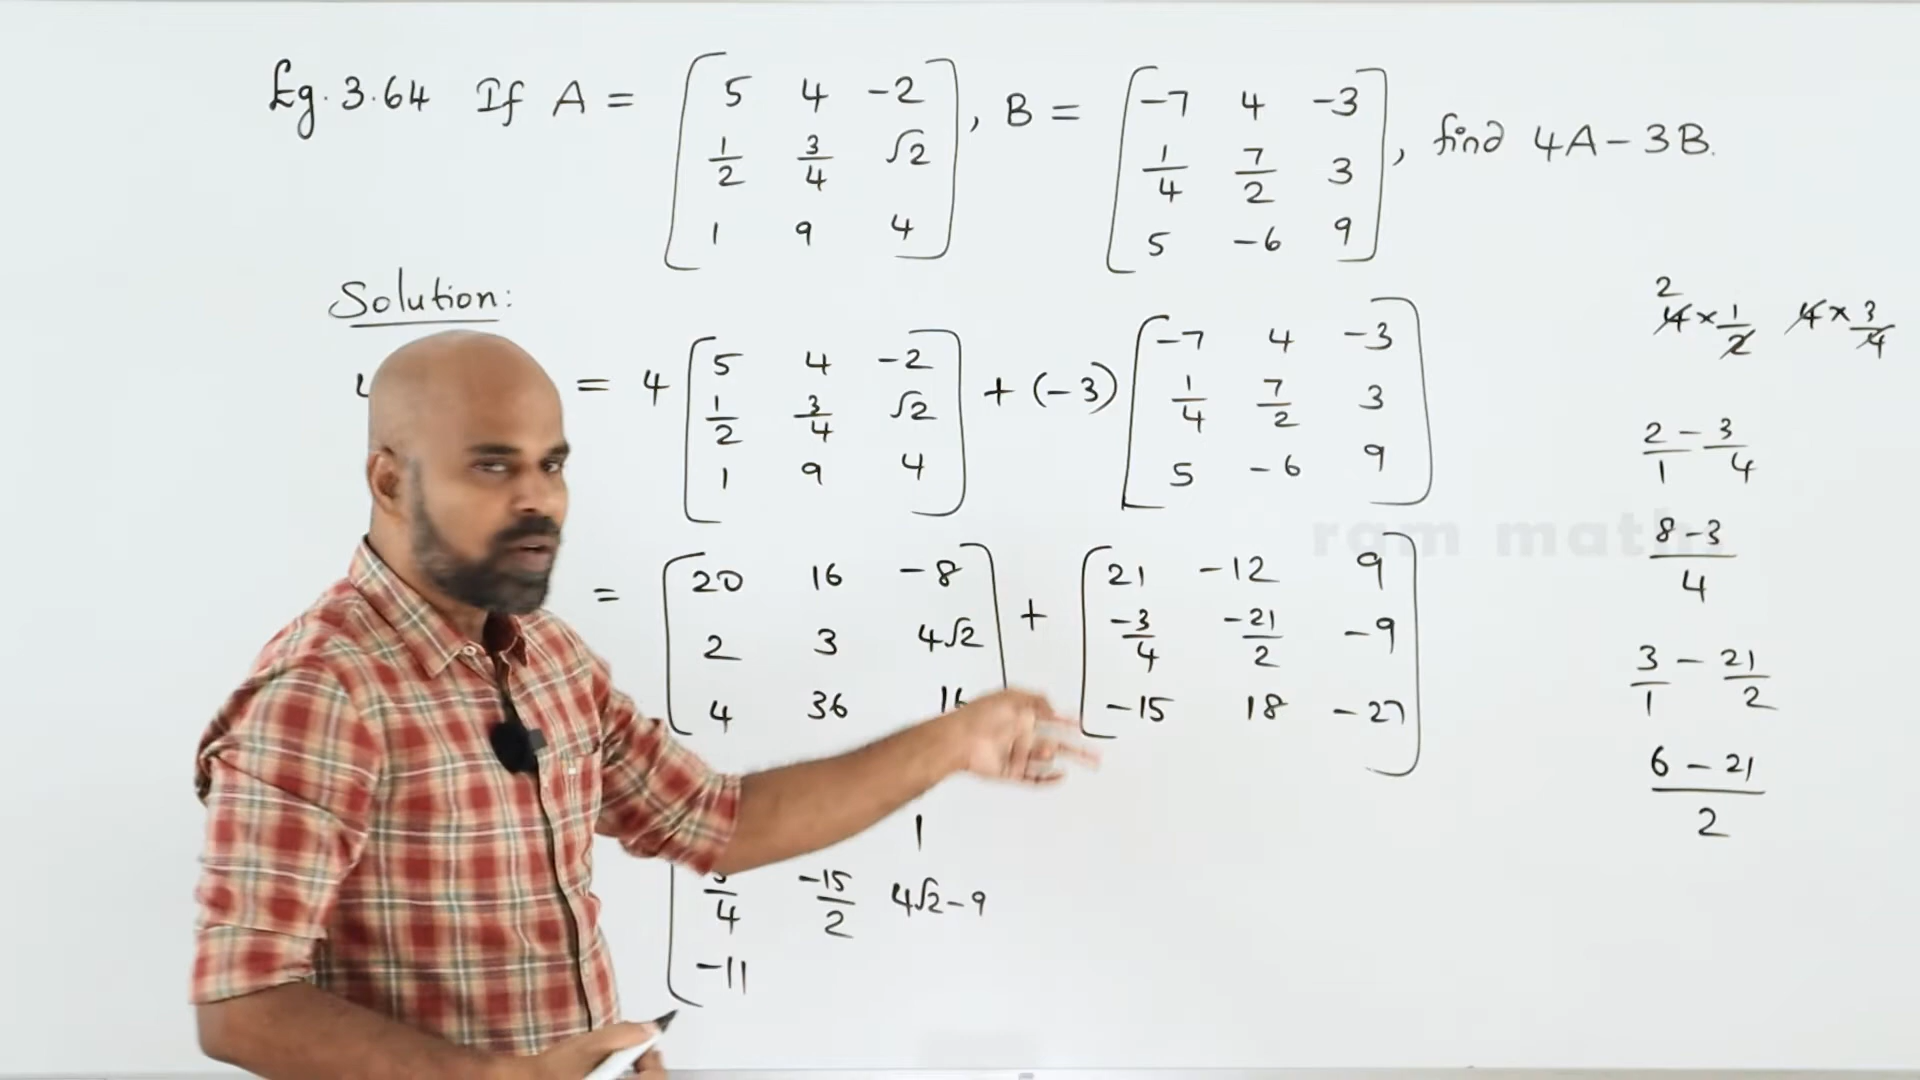 Eg. 3.64 If A = [5 4 -2; 1/2 3/4 √2; 1 9 4], B = [-7 4 -3; 1/4 7/2 3; 5 -6 9], find 4A-3B.
Solution:
= 4 [5 4 -2; 1/2 3/4 √2; 1 9 4] + (-3) [-7 4 -3; 1/4 7/2 3; 5 -6 9]
= [20 16 -8; 2 3 4√2; 4 36 16] + [21 -12 9; -3/4 -21/2 -9; -15 18 -27]
1
5/4 -15/2 4√2-9
-11
2
4×1/2 4×3/4
2/1 - 3/4
8-3/4
3/1 - 21/2
6-21/2
ram maths